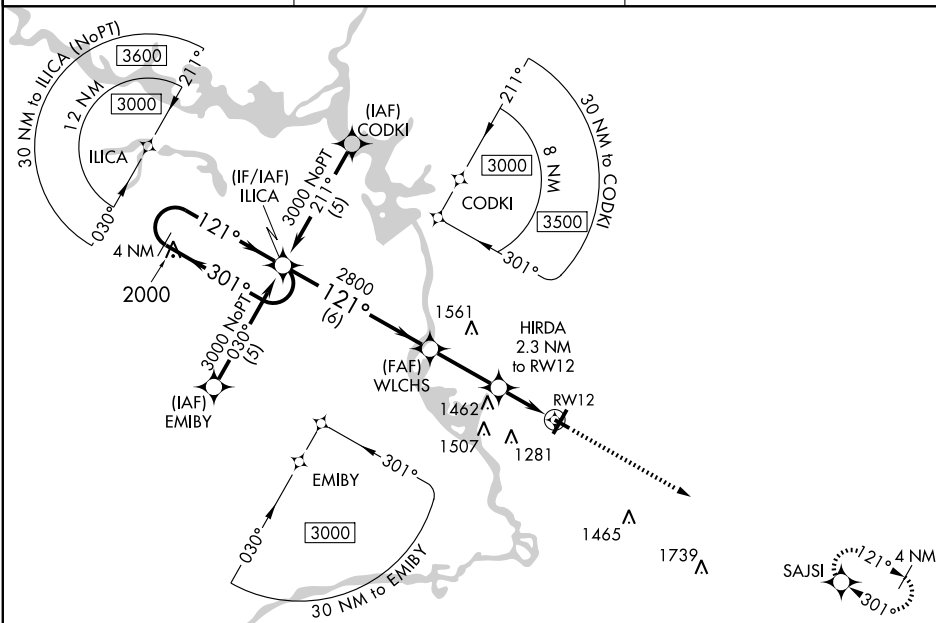 30 NM to ILICA (NoPT)
3600
211°
12 NM
3000
ILICA
030°
(IAF)
CODKI
3000 NoPT
211°
(5)
(IF/IAF)
ILICA
211°
30 NM to CODKI
3000
8 NM
CODKI
3500
301°
121°
4 NM
301°
2000
2800
121°
(6)
3000 NoPT
030°
(5)
(IAF)
EMIBY
1561
HIRDA
2.3 NM
to RW12
(FAF)
WLCHS
1462
RW12
1507
1281
301°
EMIBY
030°
3000
30 NM to EMIBY
1465
1739
SAJSI
121°
4 NM
301°